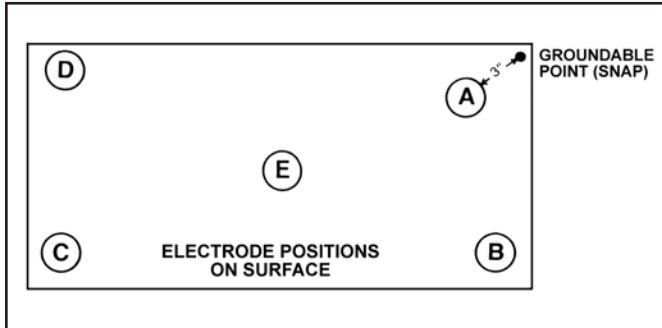 D
GROUNDABLE
POINT (SNAP)
3"
A
E
C
ELECTRODE POSITIONS
ON SURFACE
B